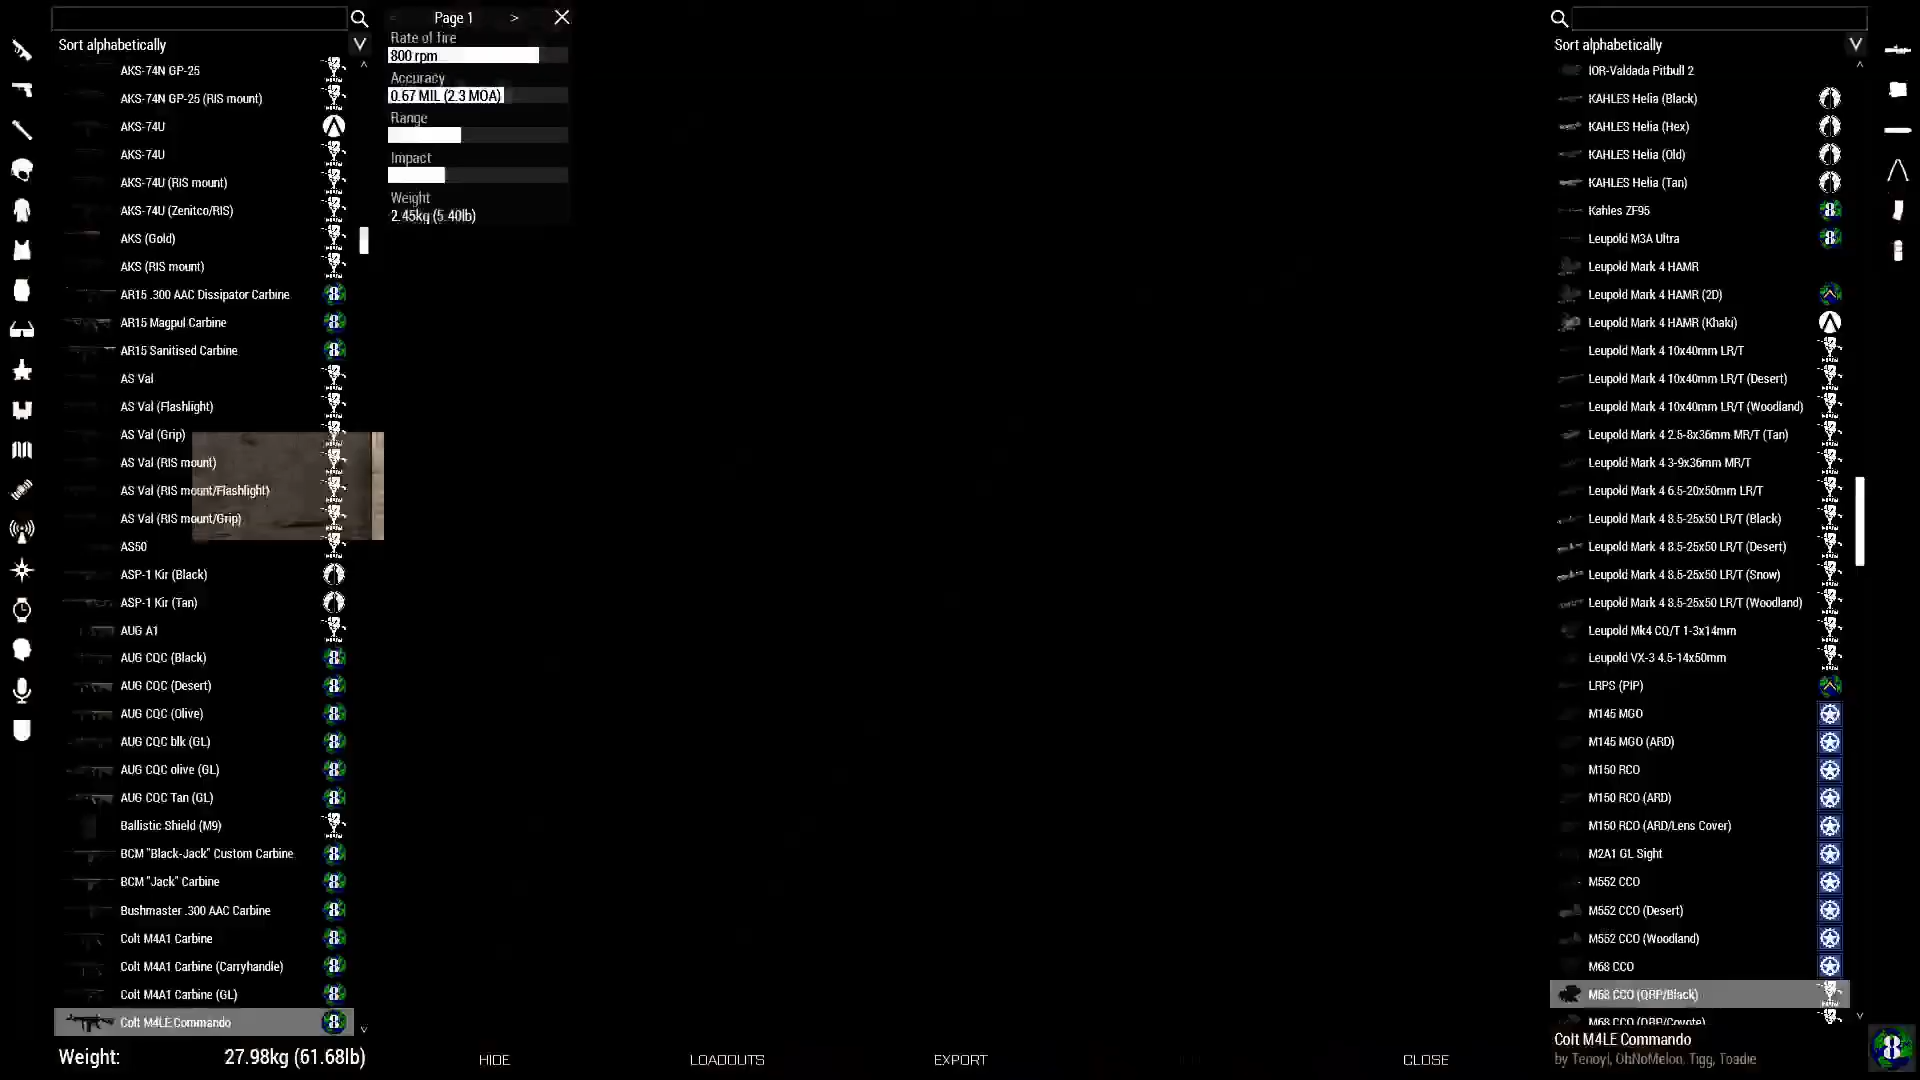 Sort alphabetically
AKS-74N GP-25
AKS-74N GP-25 (RIS mount)
AKS-74U
AKS-74U
AKS-74U (RIS mount)
AKS-74U (Zenitco/RIS)
AKS (Gold)
AKS (RIS mount)
AR15 .300 AAC Dissipator Carbine
AR15 Magpul Carbine
AR15 Sanitised Carbine
AS Val
AS Val (Flashlight)
AS Val (Grip)
AS Val (RIS mount)
AS Val (RIS mount/Flashlight)
AS Val (RIS mount/Grip)
AS50
ASP-1 Kir (Black)
ASP-1 Kir (Tan)
AUG A1
AUG CQC (Black)
AUG CQC (Desert)
AUG CQC (Olive)
AUG CQC blk (GL)
AUG CQC olive (GL)
AUG CQC Tan (GL)
Ballistic Shield (M9)
BCM "Black-Jack" Custom Carbine
BCM "Jack" Carbine
Bushmaster .300 AAC Carbine
Colt M4A1 Carbine
Colt M4A1 Carbine (Carryhandle)
Colt M4A1 Carbine (GL)
Colt M4LE Commando
Weight: 27.98kg (61.68lb)
< Page 1 >
Rate of fire
800 rpm
Accuracy
0.67 MIL (2.3 MOA)
Range
Impact
Weight
2.45kg (5.40lb)
HIDE
LOADOUTS
EXPORT
CLOSE
Sort alphabetically
IOR-Valdada Pitbull 2
KAHLES Helia (Black)
KAHLES Helia (Hex)
KAHLES Helia (Old)
KAHLES Helia (Tan)
Kahles ZF95
Leupold M3A Ultra
Leupold Mark 4 HAMR
Leupold Mark 4 HAMR (2D)
Leupold Mark 4 HAMR (Khaki)
Leupold Mark 4 10x40mm LR/T
Leupold Mark 4 10x40mm LR/T (Desert)
Leupold Mark 4 10x40mm LR/T (Woodland)
Leupold Mark 4 2.5-8x36mm MR/T (Tan)
Leupold Mark 4 3-9x36mm MR/T
Leupold Mark 4 6.5-20x50mm LR/T
Leupold Mark 4 8.5-25x50 LR/T (Black)
Leupold Mark 4 8.5-25x50 LR/T (Desert)
Leupold Mark 4 8.5-25x50 LR/T (Snow)
Leupold Mark 4 8.5-25x50 LR/T (Woodland)
Leupold Mk4 CQ/T 1-3x14mm
Leupold VX-3 4.5-14x50mm
LRPS (PIP)
M145 MGO
M145 MGO (ARD)
M150 RCO
M150 RCO (ARD)
M150 RCO (ARD/Lens Cover)
M2A1 GL Sight
M552 CCO
M552 CCO (Desert)
M552 CCO (Woodland)
M68 CCO
M68 CCO (QRP/Black)
M68 CCO (QRP/Coyote)
Colt M4LE Commando
by Tenoyl, OhNoMelon, Tigg, Toadie
8